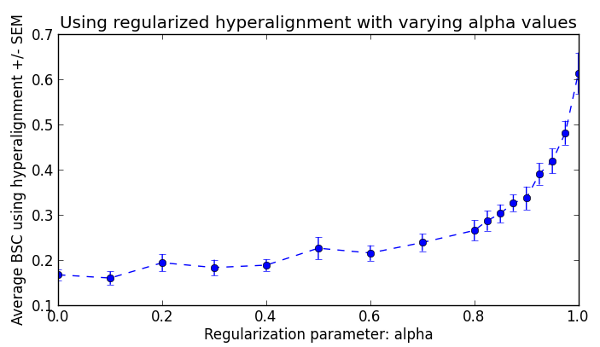 Using regularized hyperalignment with varying alpha values
Average BSC using hyperalignment +/- SEM
0.7
0.6
0.5
0.4
0.3
0.2
0.1
0.0 0.2 0.4 0.6 0.8 1.0
Regularization parameter: alpha